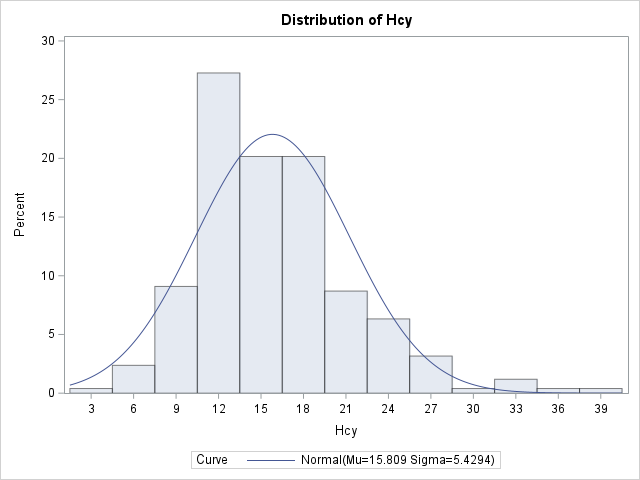 Distribution of Hcy
30
25
20
15
10
5
0
Percent
3 6 9 12 15 18 21 24 27 30 33 36 39
Hcy
Curve Normal(Mu=15.809 Sigma=5.4294)